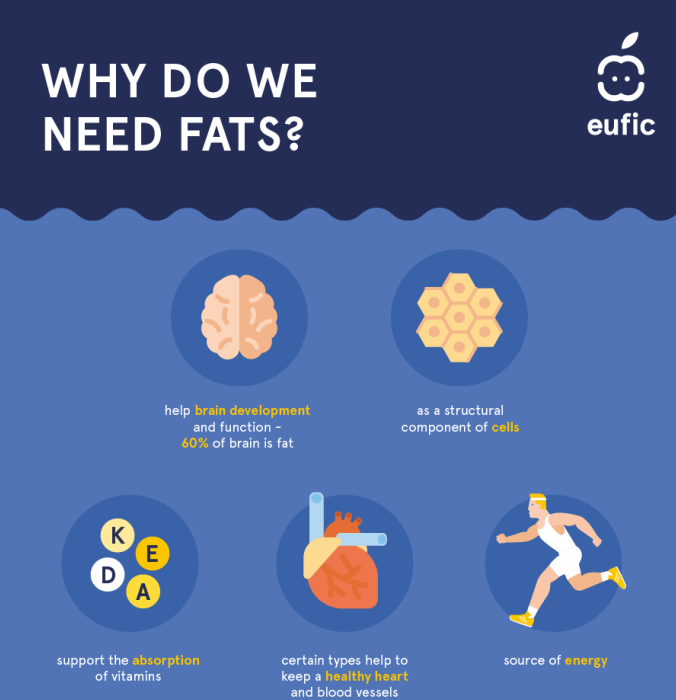 WHY DO WE
NEED FATS?
eufic
help brain development
and function -
60% of brain is fat
as a structural
component of cells
K
E
D
A
support the absorption
of vitamins
certain types help to
keep a healthy heart
and blood vessels
source of energy